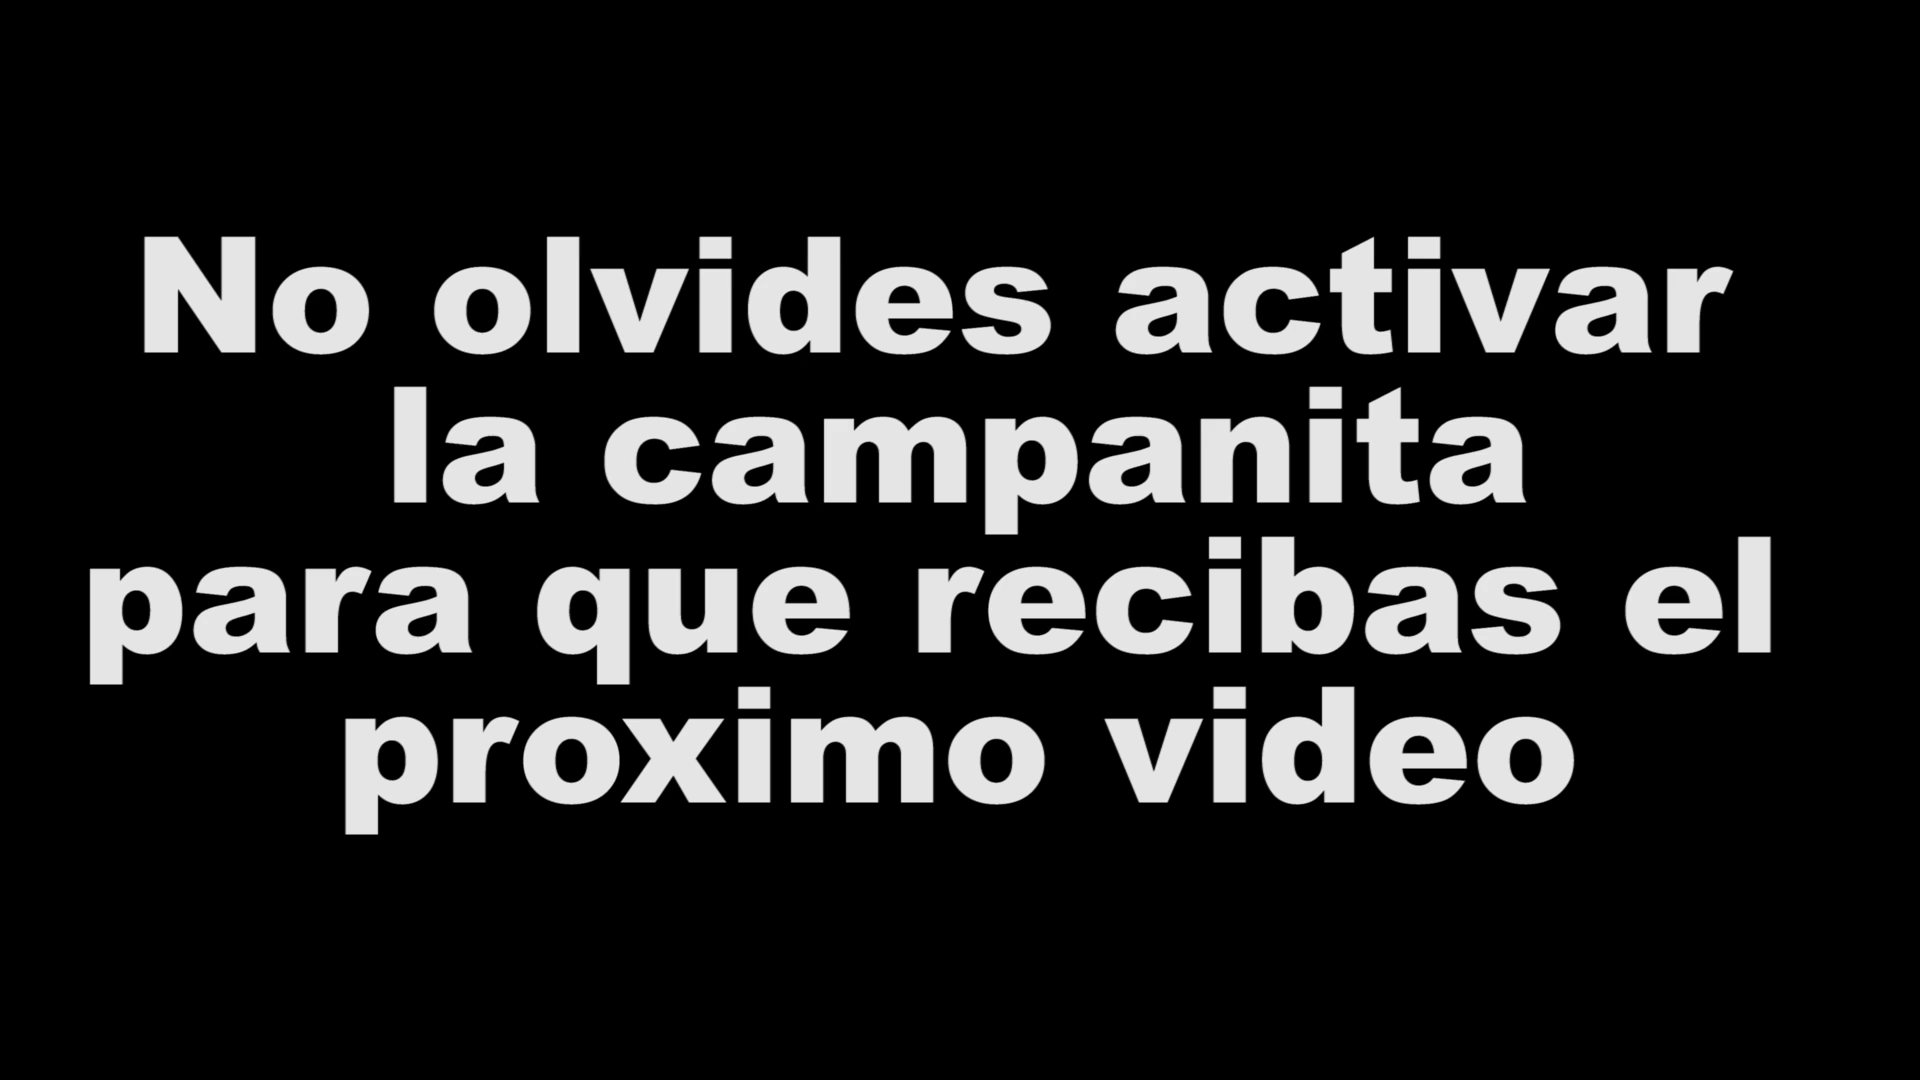 No olvides activar
la campanita
para que recibas el
proximo video